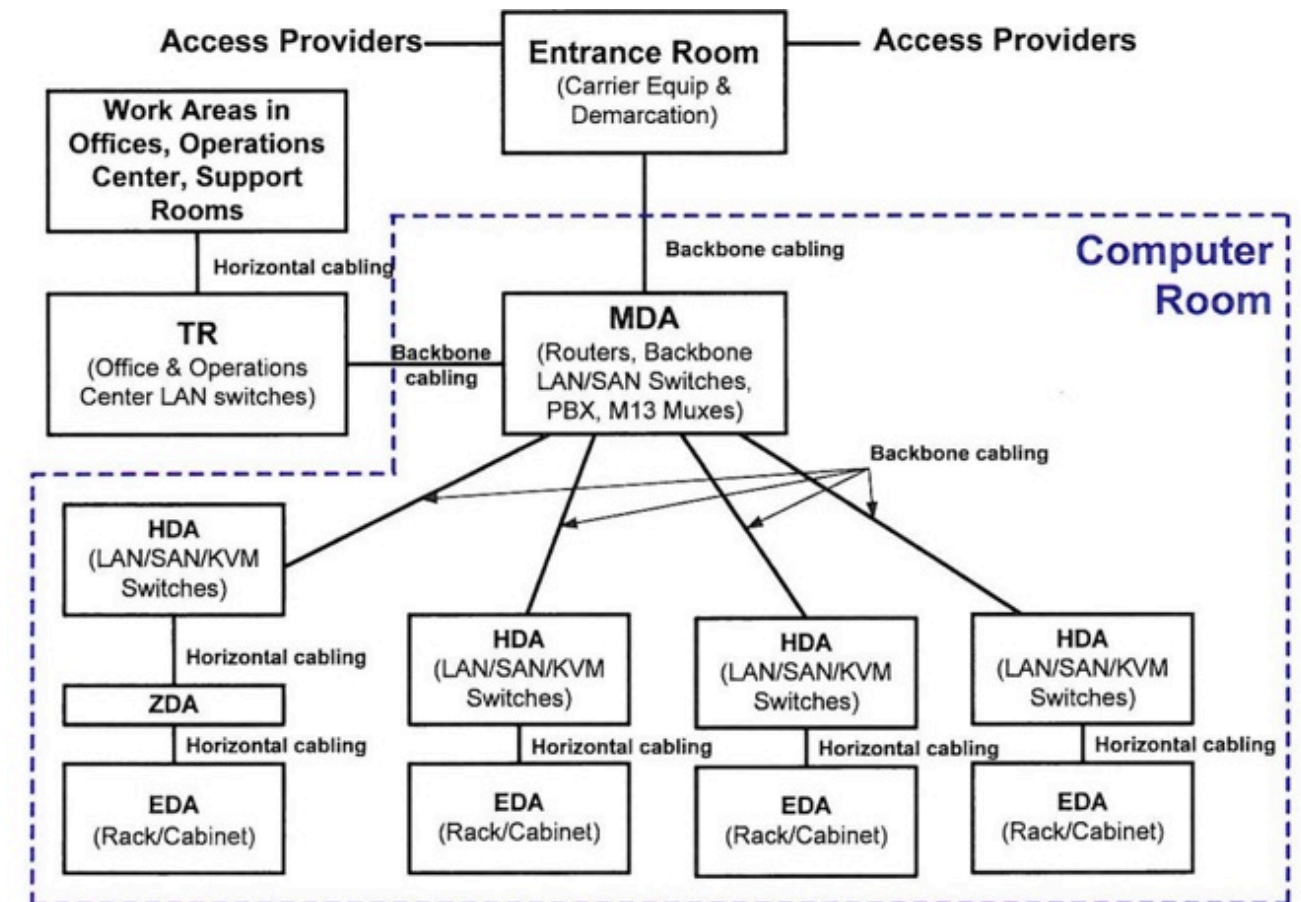 Access Providers
Entrance Room
(Carrier Equip &
Demarcation)
Access Providers
Work Areas in
Offices, Operations
Center, Support
Rooms
Horizontal cabling
Backbone cabling
Computer
Room
TR
(Office & Operations
Center LAN switches)
Backbone
cabling
MDA
(Routers, Backbone
LAN/SAN Switches,
PBX, M13 Muxes)
Backbone cabling
HDA
(LAN/SAN/KVM
Switches)
Horizontal cabling
ZDA
Horizontal cabling
EDA
(Rack/Cabinet)
HDA
(LAN/SAN/KVM
Switches)
Horizontal cabling
EDA
(Rack/Cabinet)
HDA
(LAN/SAN/KVM
Switches)
Horizontal cabling
EDA
(Rack/Cabinet)
HDA
(LAN/SAN/KVM
Switches)
Horizontal cabling
EDA
(Rack/Cabinet)